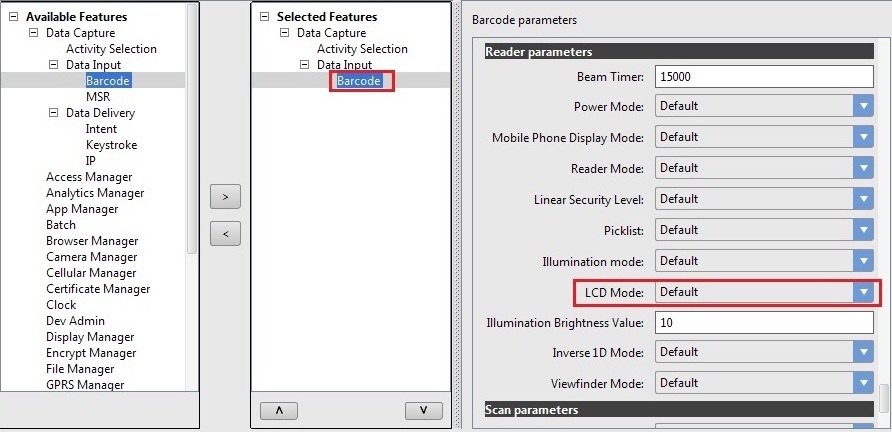 Available Features
Data Capture
Activity Selection
Data Input
Barcode
MSR
Data Delivery
Intent
Keystroke
IP
Access Manager
Analytics Manager
App Manager
Batch
Browser Manager
Camera Manager
Cellular Manager
Certificate Manager
Clock
Dev Admin
Display Manager
Encrypt Manager
File Manager
GPRS Manager
>
<
Selected Features
Data Capture
Activity Selection
Data Input
Barcode
Λ
V
Barcode parameters
Reader parameters
Beam Timer: 15000
Power Mode: Default
Mobile Phone Display Mode: Default
Reader Mode: Default
Linear Security Level: Default
Picklist: Default
Illumination mode: Default
LCD Mode: Default
Illumination Brightness Value: 10
Inverse 1D Mode: Default
Viewfinder Mode: Default
Scan parameters